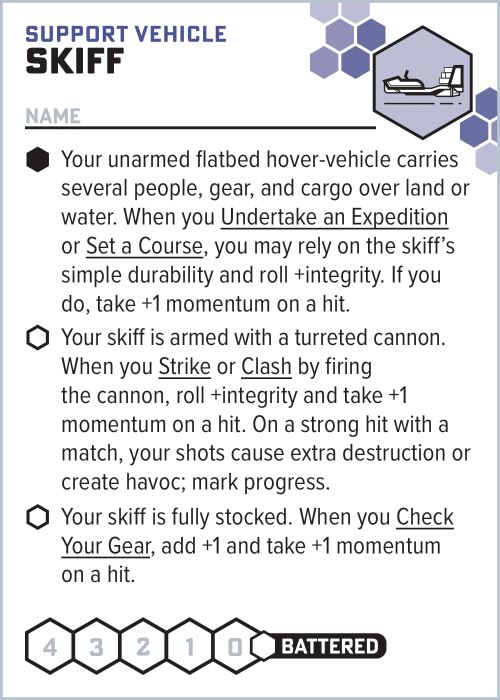 SUPPORT VEHICLE
SKIFF
NAME
Your unarmed flatbed hover-vehicle carries
several people, gear, and cargo over land or
water. When you Undertake an Expedition
or Set a Course, you may rely on the skiff’s
simple durability and roll +integrity. If you
do, take +1 momentum on a hit.
Your skiff is armed with a turreted cannon.
When you Strike or Clash by firing
the cannon, roll +integrity and take +1
momentum on a hit. On a strong hit with a
match, your shots cause extra destruction or
create havoc; mark progress.
Your skiff is fully stocked. When you Check
Your Gear, add +1 and take +1 momentum
on a hit.
4 3 2 1 0 BATTERED